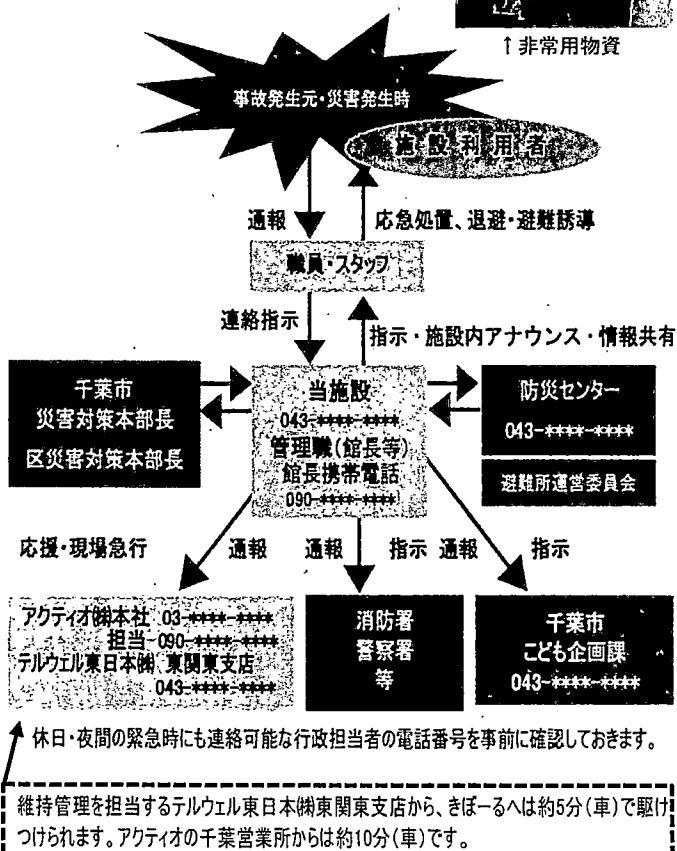 ↑非常用物資
事故発生元・災害発生時
施設利用者
通報
応急処置、退避・避難誘導
職員・スタッフ
連絡指示
指示・施設内アナウンス・情報共有
千葉市
災害対策本部長
区災害対策本部長
当施設
043-****-****
管理職(館長等)
館長携帯電話
090-****-****
防災センター
043-****-****
避難所運営委員会
応援・現場急行
通報
通報
指示
通報
指示
アクティオ㈱本社 03-****-****
担当 090-****-****
テルウェル東日本㈱ 東関東支店
043-****-****
消防署
警察署
等
千葉市
こども企画課
043-****-****
休日・夜間の緊急時にも連絡可能な行政担当者の電話番号を事前に確認しておきます。
維持管理を担当するテルウェル東日本㈱東関東支店から、きぼーるへは約5分(車)で駆け
つけられます。アクティオの千葉営業所からは約10分(車)です。